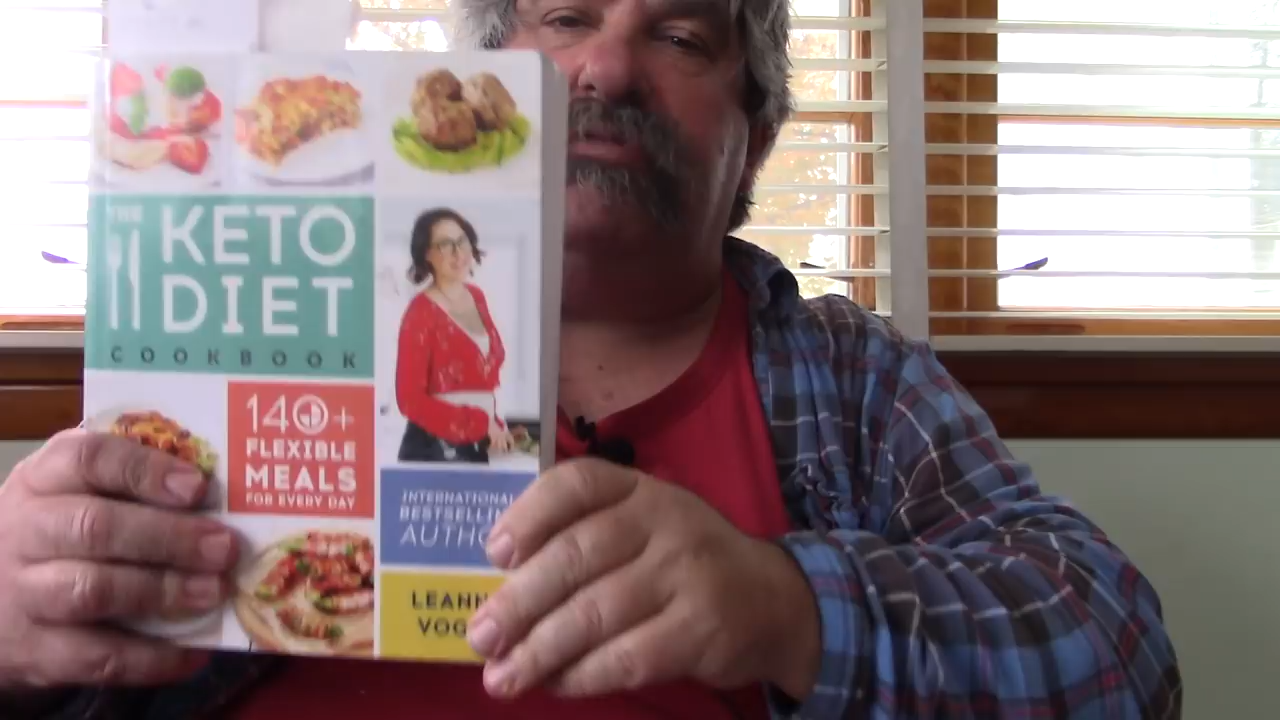 THE
KETO
DIET
COOKBOOK
140+
FLEXIBLE
MEALS
FOR EVERY DAY
INTERNATIONAL
BESTSELLIN
AUTHO
LEANN
VOG